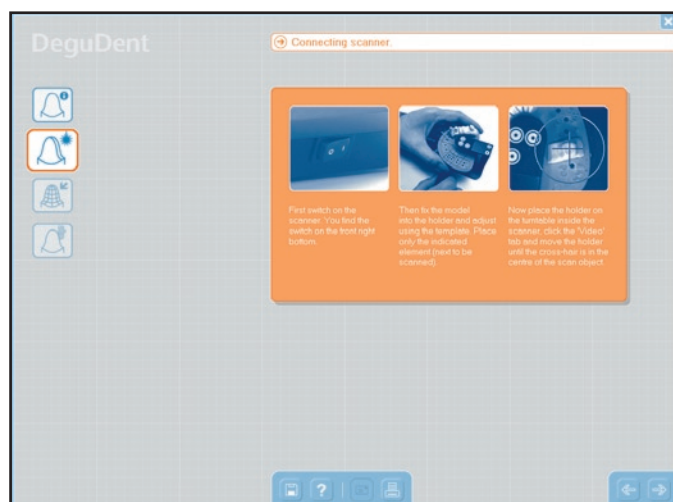 DeguDent
Connecting scanner.
First switch on the
scanner. You find the
switch on the front right
bottom.
Then fix the model
into the holder and adjust
using the template. Place
only the indicated
element (next to be
scanned).
Now place the holder on
the turntable inside the
scanner, click the 'Video'
tab and move the holder
until the cross-hair is in the
centre of the scan object.